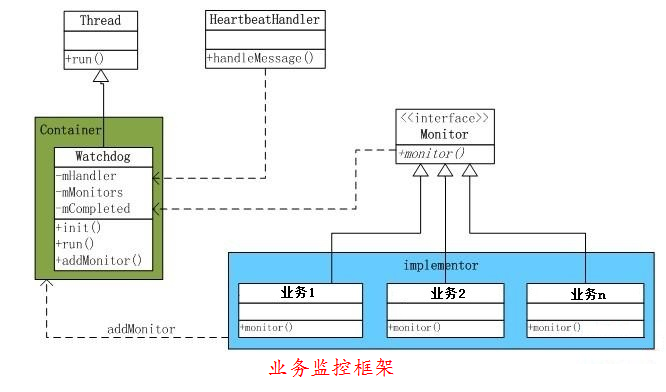 Thread
+run()
HeartbeatHandler
+handleMessage()
Container
Watchdog
-mHandler
-mMonitors
-mCompleted
+init()
+run()
+addMonitor()
<<interface>>
Monitor
+monitor()
implementor
业务1
+monitor()
业务2
+monitor()
业务n
+monitor()
addMonitor
业务监控框架